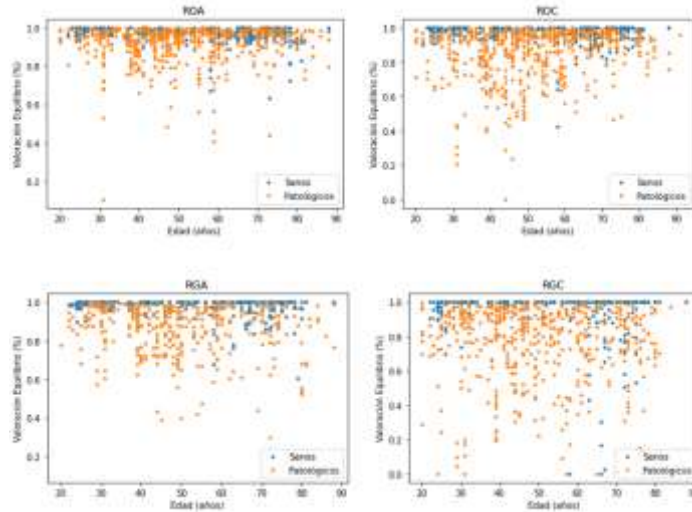 ROA
Valoración Equilibrio (%)
1.0
0.8
0.6
0.4
0.2
20 30 40 50 60 70 80 90
Edad (años)
Sanos
Patológicos
ROC
Valoración Equilibrio (%)
1.0
0.8
0.6
0.4
0.2
0.0
20 30 40 50 60 70 80 90
Edad (años)
Sanos
Patológicos
RGA
Valoración Equilibrio (%)
1.0
0.8
0.6
0.4
0.2
20 30 40 50 60 70 80 90
Edad (años)
Sanos
Patológicos
RGC
Valoración Equilibrio (%)
1.0
0.8
0.6
0.4
0.2
0.0
20 30 40 50 60 70 80
Edad (años)
Sanos
Patológicos